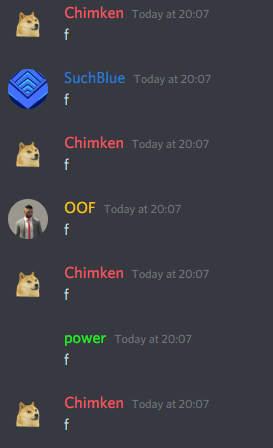 Chimken Today at 20:07
f
SuchBlue Today at 20:07
f
Chimken Today at 20:07
f
OOF Today at 20:07
f
Chimken Today at 20:07
f
power Today at 20:07
f
Chimken Today at 20:07
f